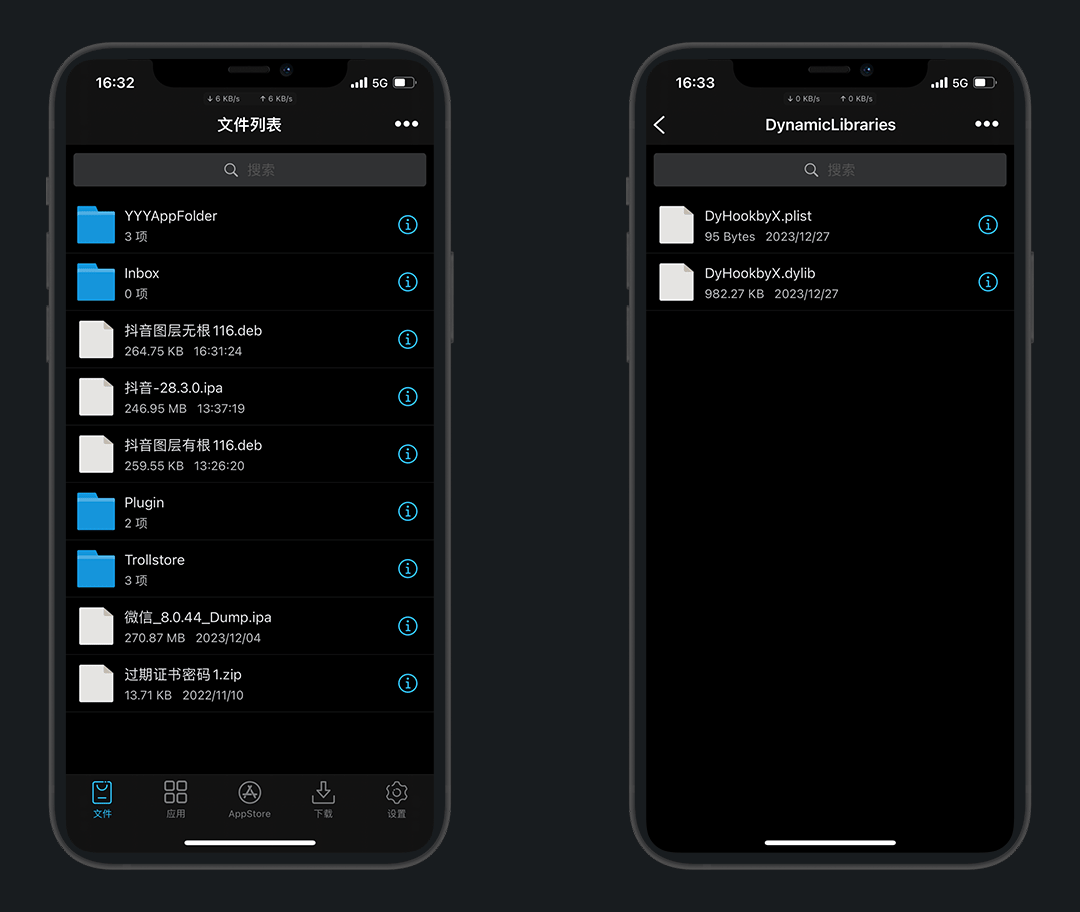 16:32
5G
↓ 6 KB/s ↑ 6 KB/s
文件列表
搜索
YYYAppFolder
3 项
Inbox
0 项
抖音图层无根116.deb
264.75 KB 16:31:24
抖音-28.3.0.ipa
246.95 MB 13:37:19
抖音图层有根116.deb
259.55 KB 13:26:20
Plugin
2 项
Trollstore
3 项
微信_8.0.44_Dump.ipa
270.87 MB 2023/12/04
过期证书密码1.zip
13.71 KB 2022/11/10
文件 应用 AppStore 下载 设置
16:33
5G
↓ 0 KB/s ↑ 0 KB/s
DynamicLibraries
搜索
DyHookbyX.plist
95 Bytes 2023/12/27
DyHookbyX.dylib
982.27 KB 2023/12/27